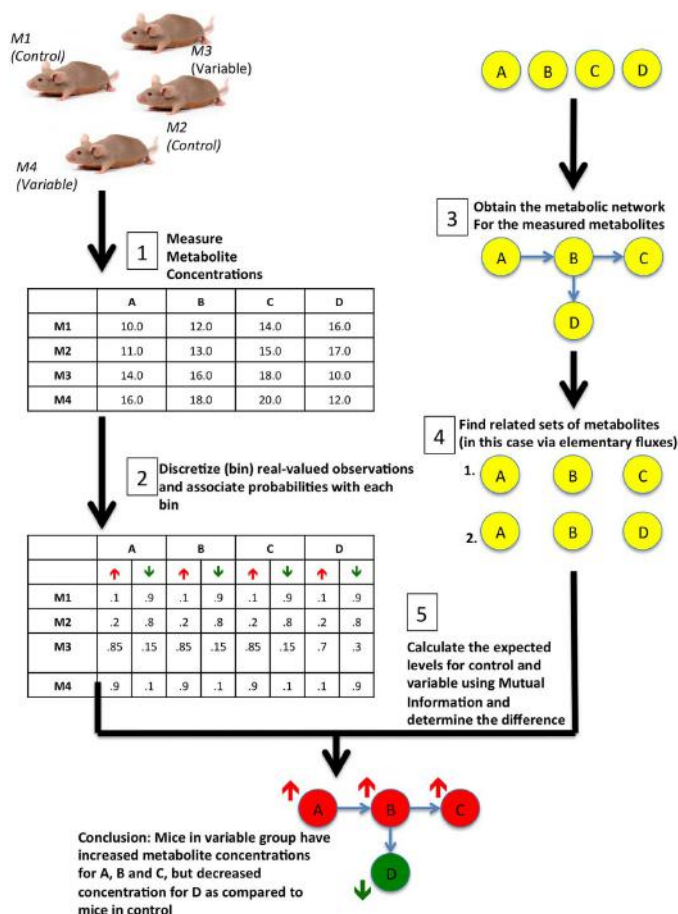 M1
(Control)
M3
(Variable)
M2
(Control)
M4
(Variable)
1 Measure
Metabolite
Concentrations
A B C D
M1 10.0 12.0 14.0 16.0
M2 11.0 13.0 15.0 17.0
M3 14.0 16.0 18.0 10.0
M4 16.0 18.0 20.0 12.0
2 Discretize (bin) real-valued observations
and associate probabilities with each
bin
A B C D
↑ ↓ ↑ ↓ ↑ ↓ ↑ ↓
M1 .1 .9 .1 .9 .1 .9 .1 .9
M2 .2 .8 .2 .8 .2 .8 .2 .8
M3 .85 .15 .85 .15 .85 .15 .7 .3
M4 .9 .1 .9 .1 .9 .1 .1 .9
A B C D
3 Obtain the metabolic network
For the measured metabolites
A B C
D
4 Find related sets of metabolites
(in this case via elementary fluxes)
1. A B C
2. A B D
5
Calculate the expected
levels for control and
variable using Mutual
Information and
determine the difference
A B C
D
Conclusion: Mice in variable group have
increased metabolite concentrations
for A, B and C, but decreased
concentration for D as compared to
mice in control